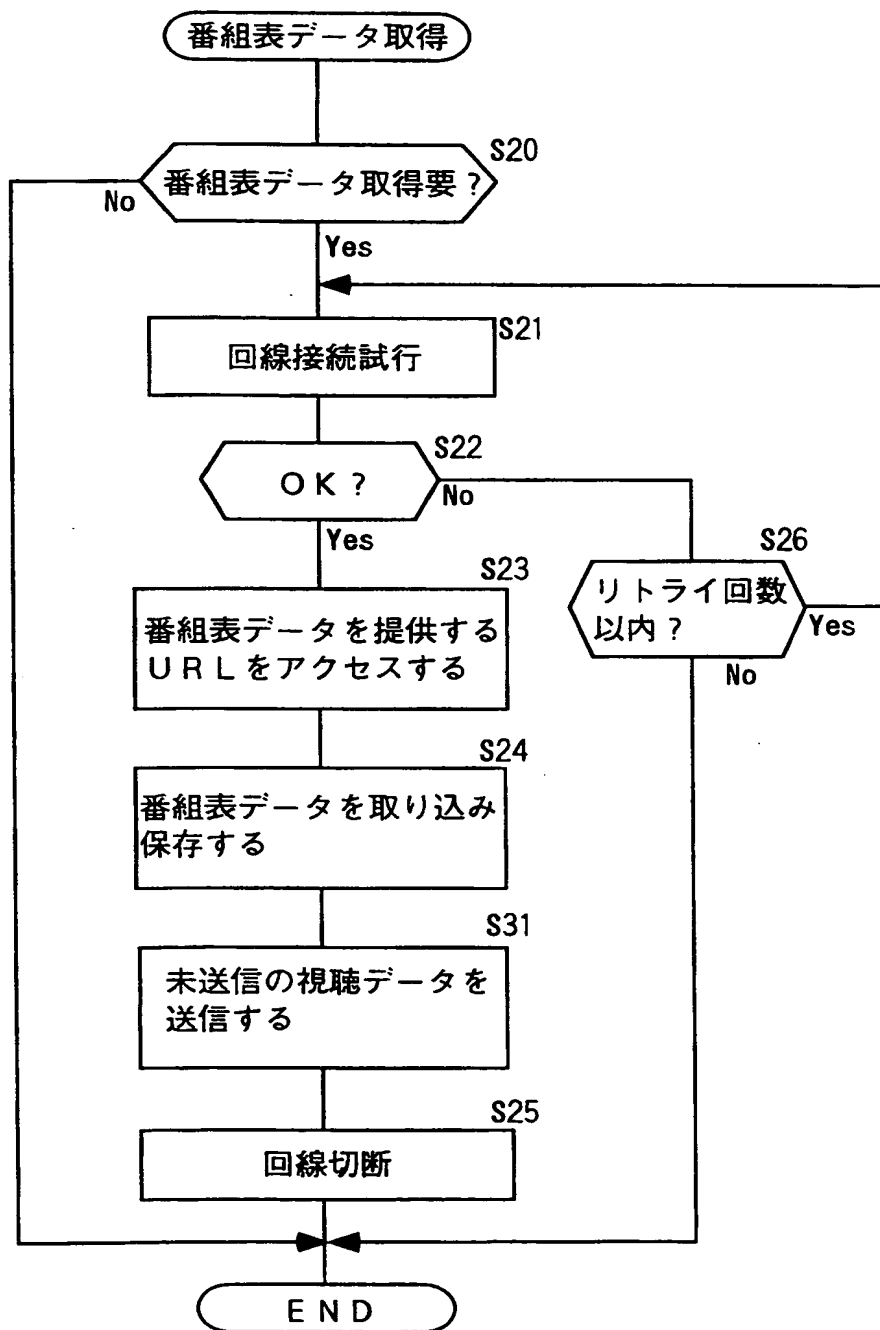 番組表データ取得
S20
番組表データ取得要？
No
Yes
S21
回線接続試行
S22
ＯＫ？
No
Yes
S26
リトライ回数
以内？
Yes
No
S23
番組表データを提供する
ＵＲＬをアクセスする
S24
番組表データを取り込み
保存する
S31
未送信の視聴データを
送信する
S25
回線切断
ＥＮＤ